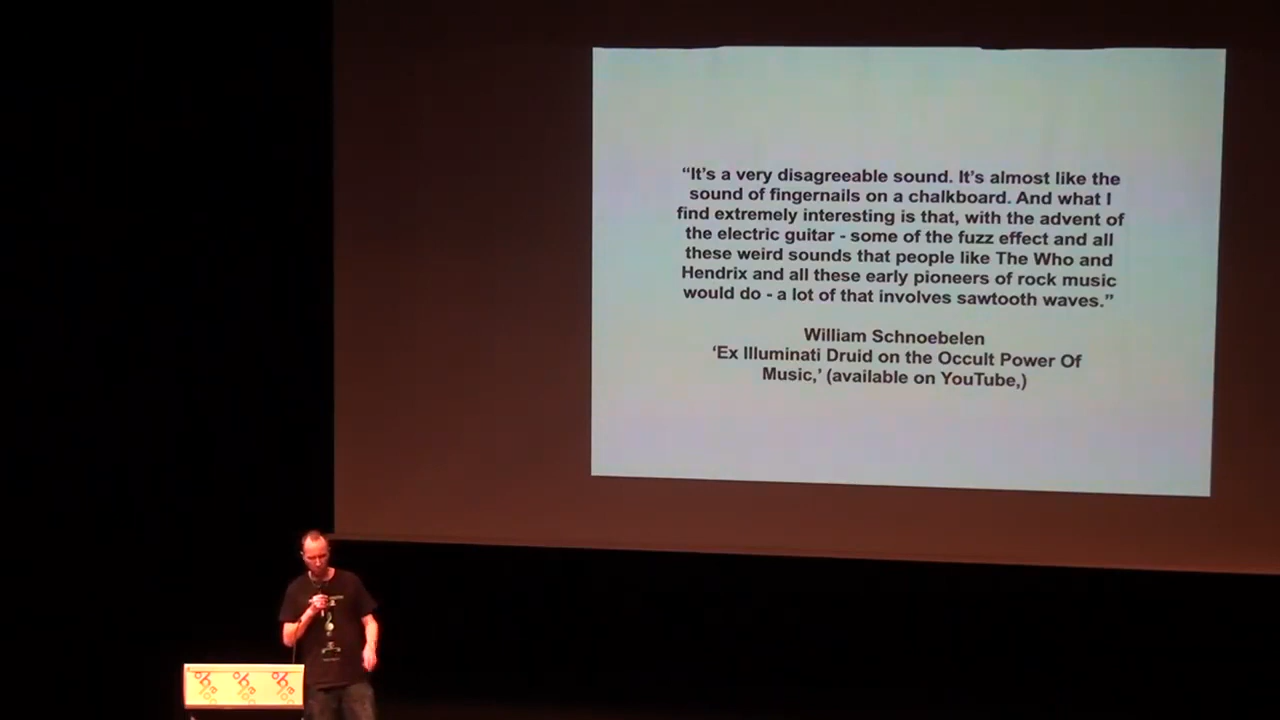 “It’s a very disagreeable sound. It’s almost like the
sound of fingernails on a chalkboard. And what I
find extremely interesting is that, with the advent of
the electric guitar - some of the fuzz effect and all
these weird sounds that people like The Who and
Hendrix and all these early pioneers of rock music
would do - a lot of that involves sawtooth waves.”
William Schnoebelen
‘Ex Illuminati Druid on the Occult Power Of
Music,’ (available on YouTube,)